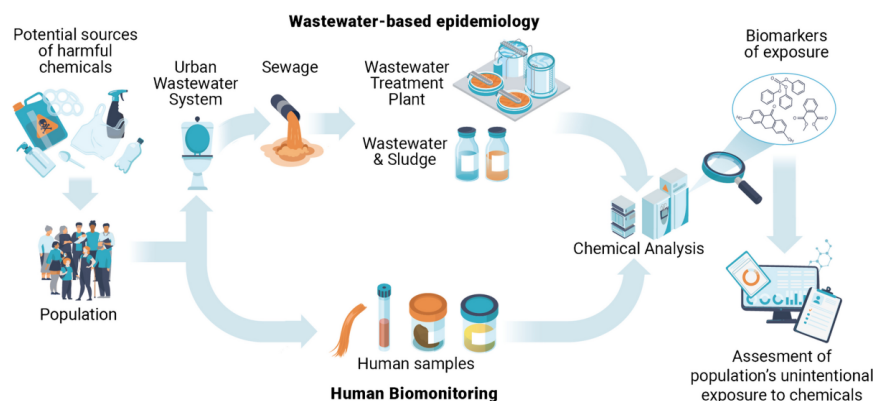 Wastewater-based epidemiology
Potential sources
of harmful
chemicals
Urban
Wastewater
System
Sewage
Wastewater
Treatment
Plant
Wastewater
& Sludge
Biomarkers
of exposure
Chemical Analysis
Population
Human samples
Human Biomonitoring
Assesment of
population's unintentional
exposure to chemicals